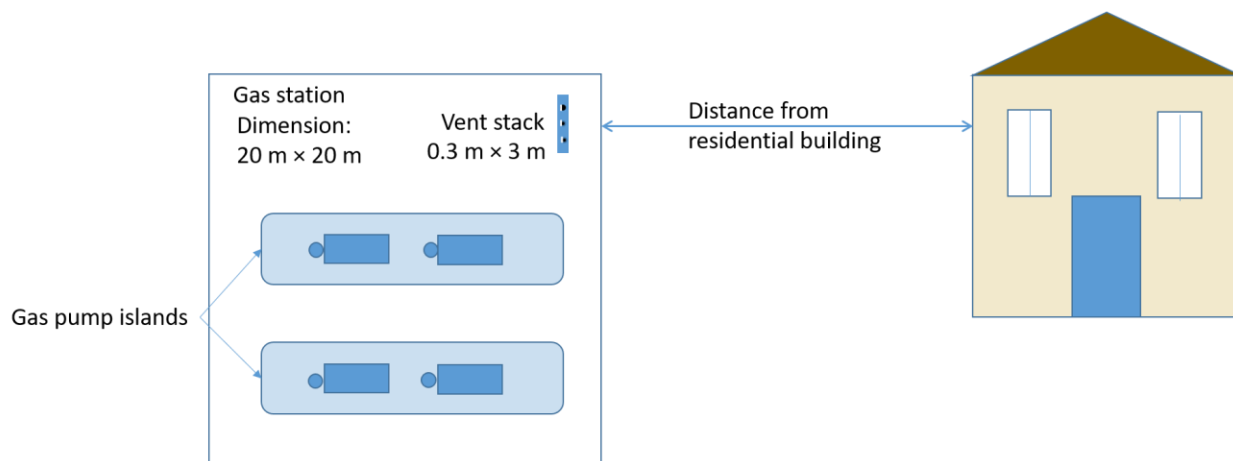 Gas station
Dimension:
20 m × 20 m
Vent stack
0.3 m × 3 m
Distance from
residential building
Gas pump islands